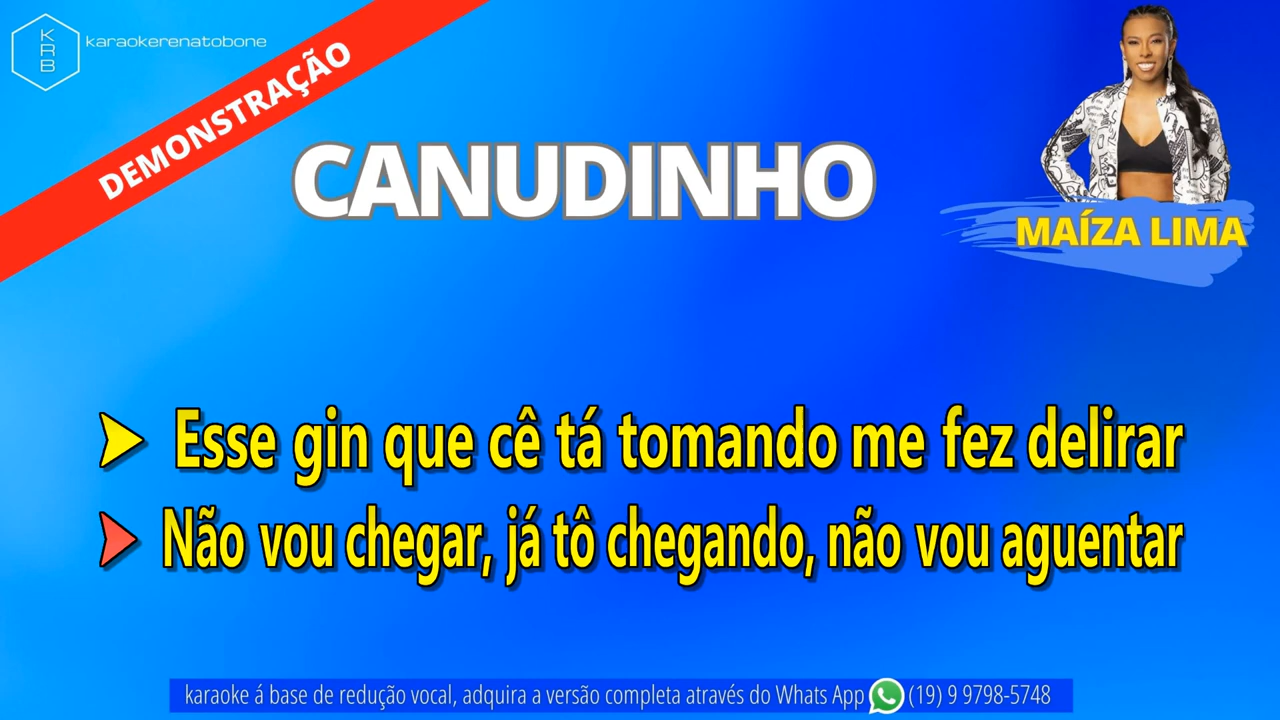 KRB
karaokerenatobone
DEMONSTRAÇÃO
CANUDINHO
MAÍZA LIMA
Esse gin que cê tá tomando me fez delirar
Não vou chegar, já tô chegando, não vou aguentar
karaoke á base de redução vocal, adquira a versão completa através do Whats App (19) 9 9798-5748